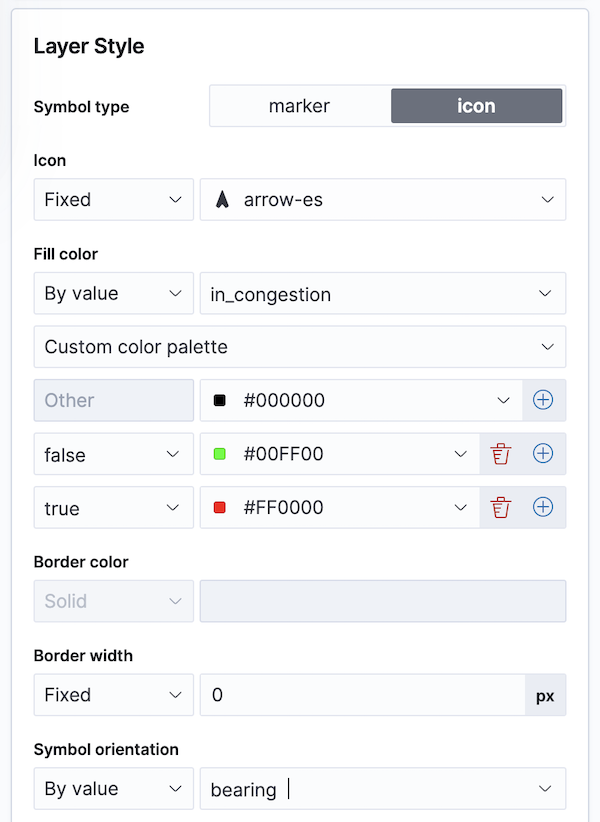 Layer Style
Symbol type marker icon
Icon
Fixed arrow-es
Fill color
By value in_congestion
Custom color palette
Other #000000
false #00FF00
true #FF0000
Border color
Solid
Border width
Fixed 0 px
Symbol orientation
By value bearing